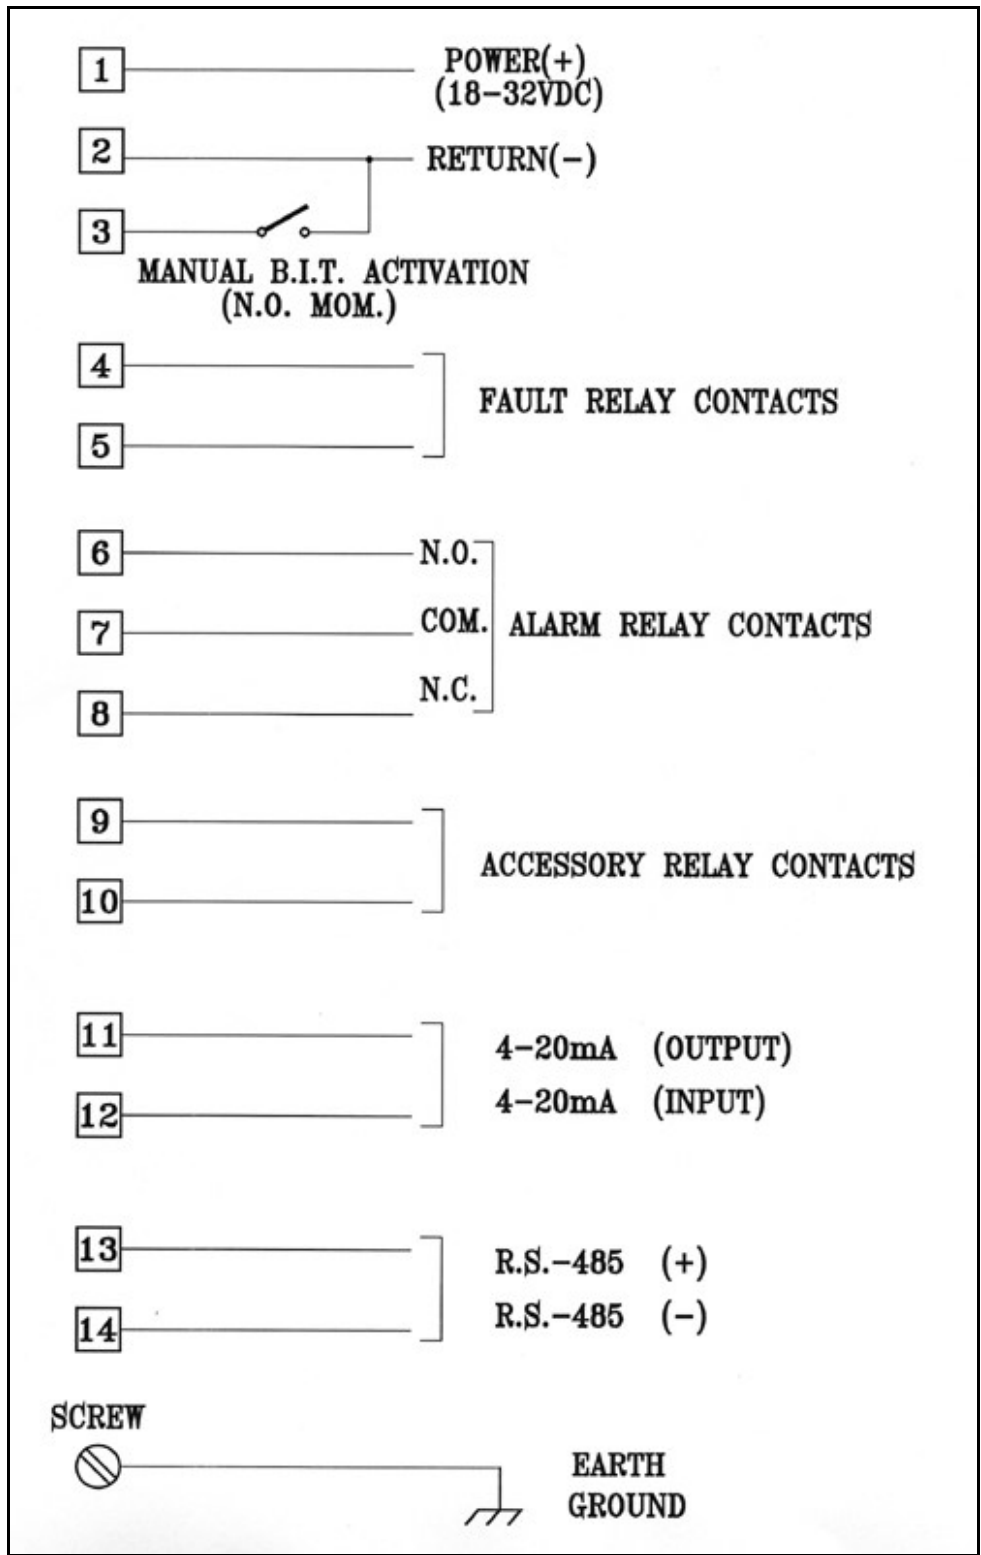 1 POWER(+)
(18-32VDC)
2 RETURN(-)
3
MANUAL B.I.T. ACTIVATION
(N.O. MOM.)
4
FAULT RELAY CONTACTS
5
6 N.O.
7 COM. ALARM RELAY CONTACTS
8 N.C.
9
ACCESSORY RELAY CONTACTS
10
11 4-20mA (OUTPUT)
12 4-20mA (INPUT)
13 R.S.-485 (+)
14 R.S.-485 (-)
SCREW
EARTH
GROUND